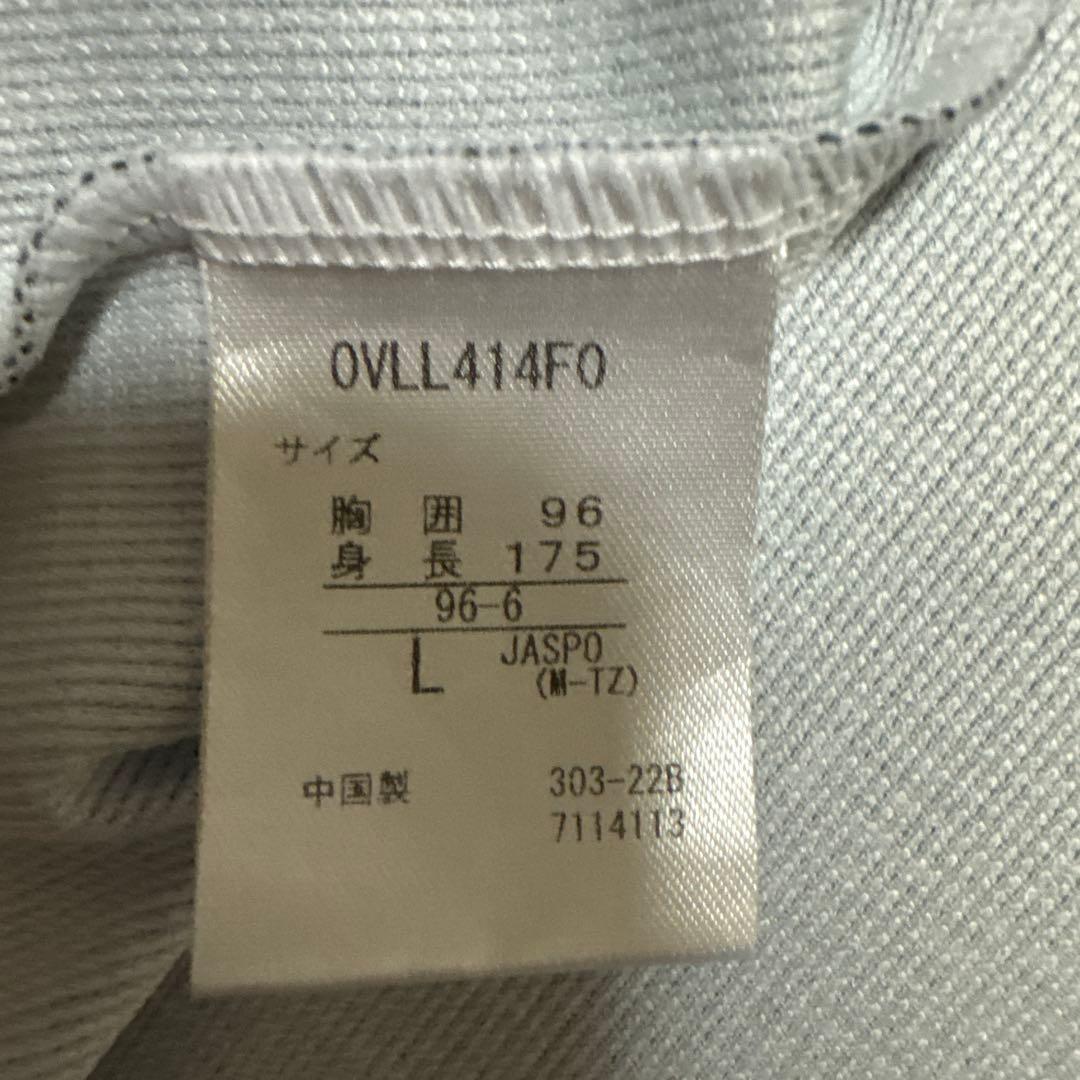 0VLL414F0
サイズ
胸 囲 96
身 長 175
96-6
L JASPO
(M-TZ)
中国製 303-22B
7114113